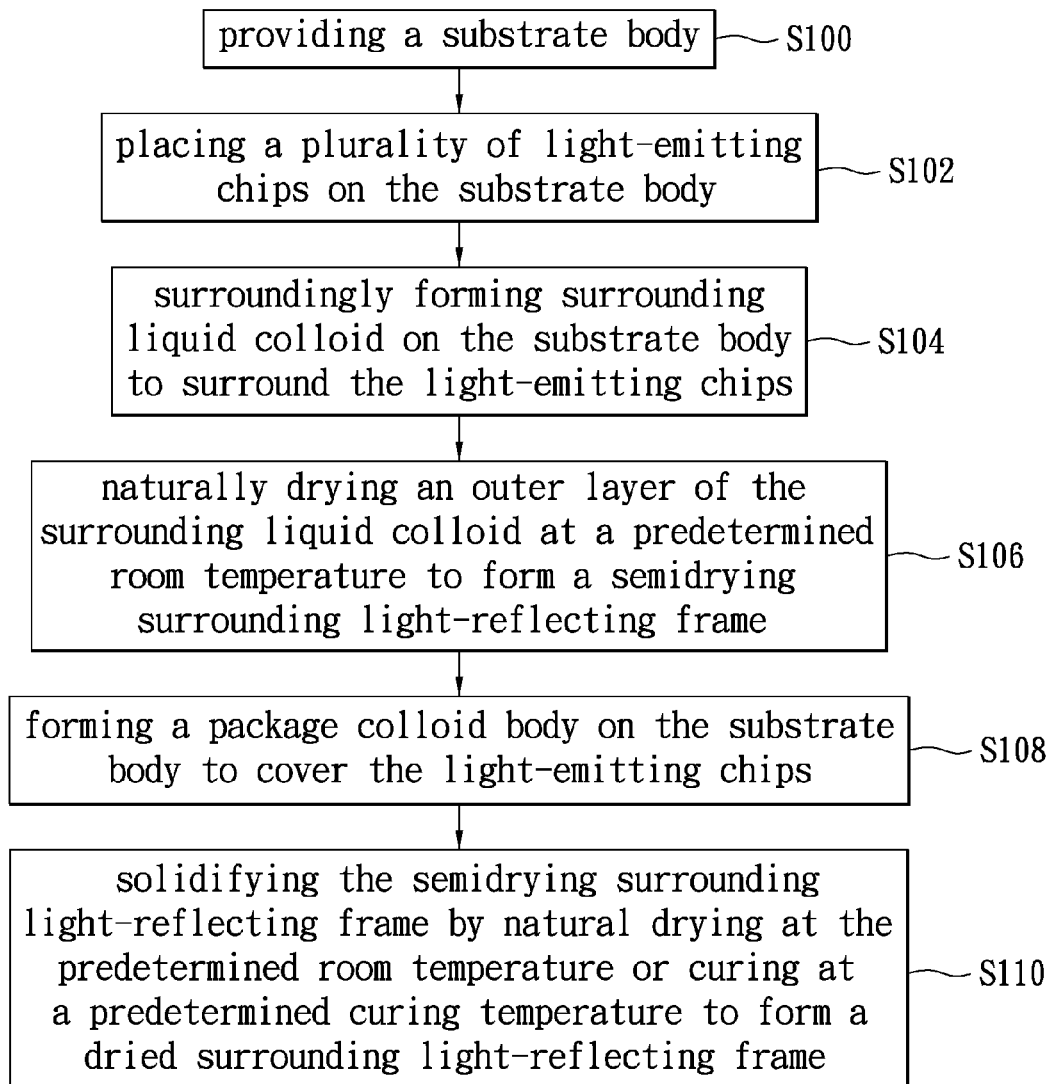 providing a substrate body
S100
placing a plurality of light-emitting
chips on the substrate body
S102
surroundingly forming surrounding
liquid colloid on the substrate body
to surround the light-emitting chips
S104
naturally drying an outer layer of the
surrounding liquid colloid at a predetermined
room temperature to form a semidrying
surrounding light-reflecting frame
S106
forming a package colloid body on the substrate
body to cover the light-emitting chips
S108
solidifying the semidrying surrounding
light-reflecting frame by natural drying at the
predetermined room temperature or curing at
a predetermined curing temperature to form a
dried surrounding light-reflecting frame
S110